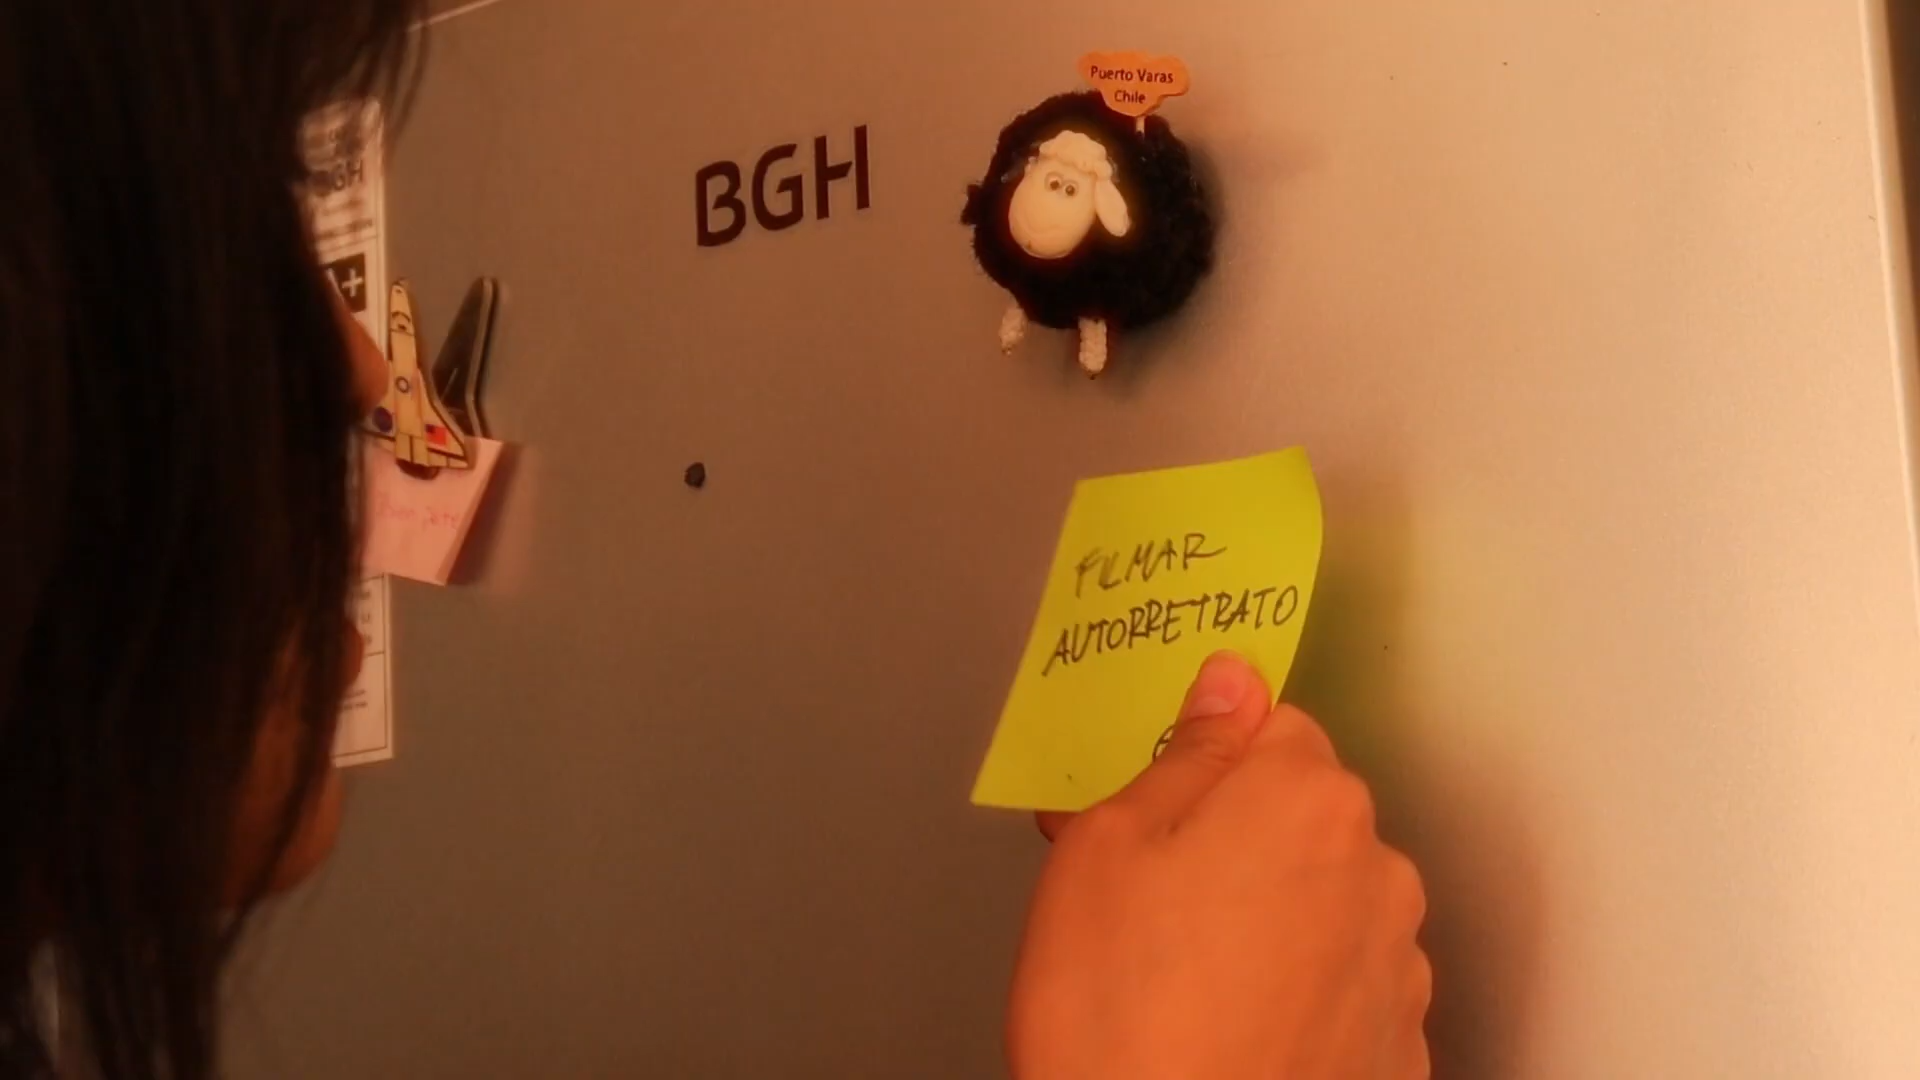 Puerto Varas
Chile
BGH
A+
FILMAR
AUTORRETRATO